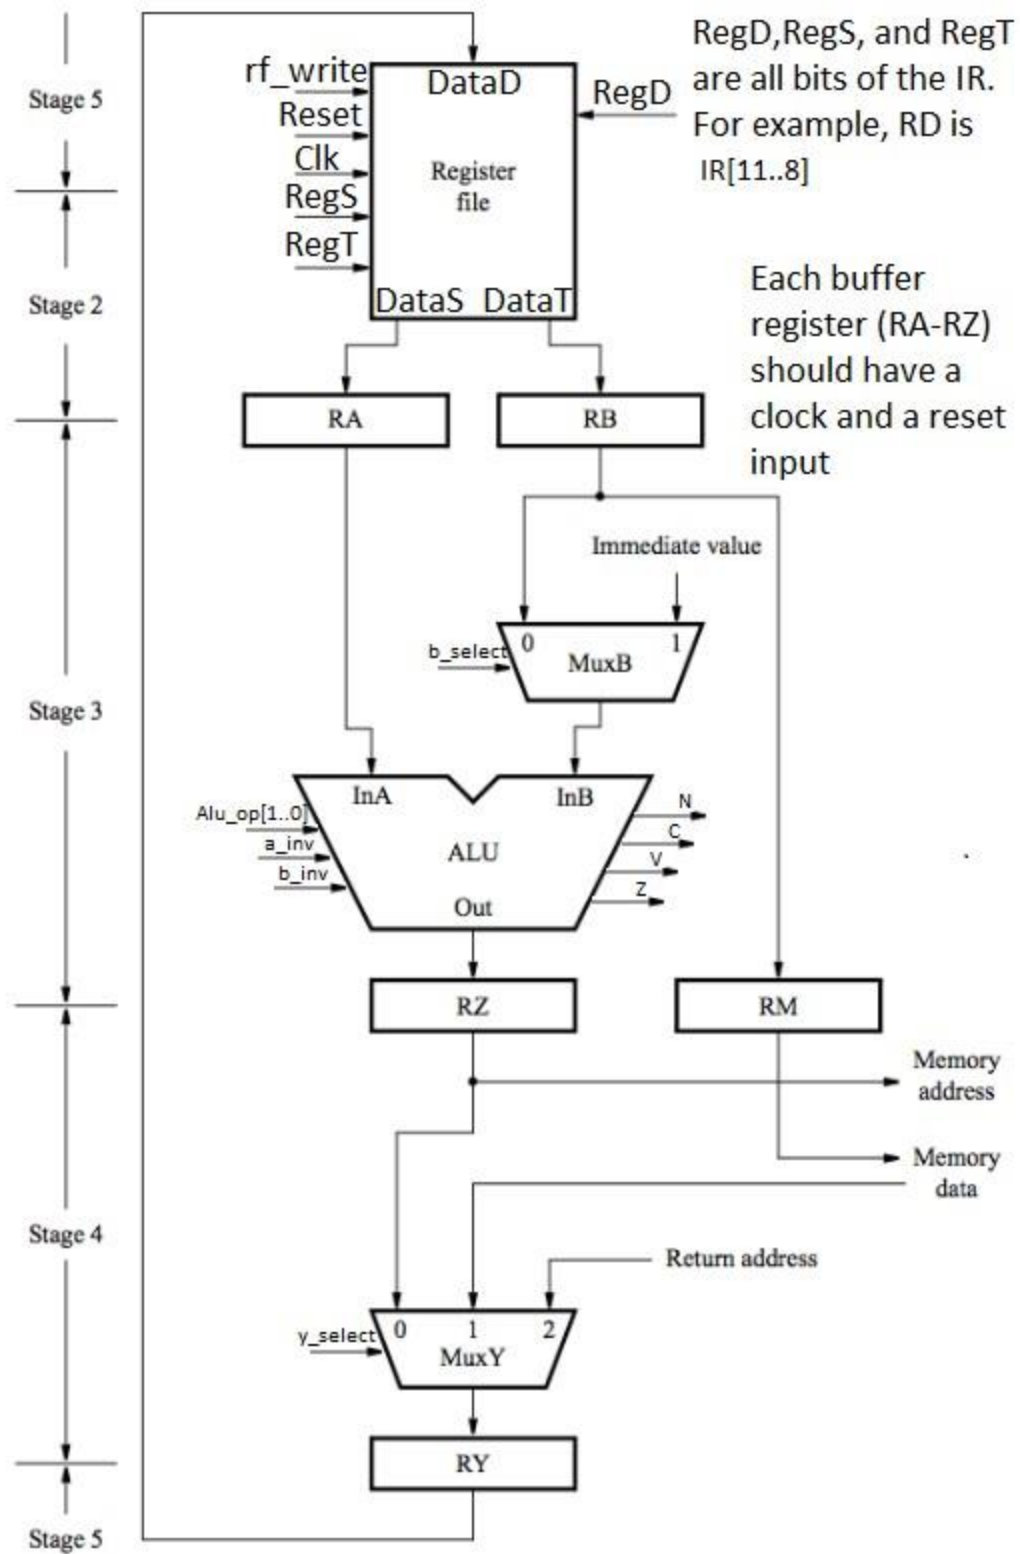 RegD,RegS, and RegT
are all bits of the IR.
For example, RD is
IR[11..8]
Stage 5
rf_write
Reset
Clk
RegS
RegT
DataD
RegD
Register
file
DataS DataT
Stage 2
Each buffer
register (RA-RZ)
should have a
clock and a reset
input
RA
RB
Immediate value
b_select
0
1
MuxB
Stage 3
InA
InB
Alu_op[1..0]
a_inv
b_inv
ALU
Out
N
C
V
Z
RZ
RM
Memory
address
Memory
data
Stage 4
Return address
y_select
0
1
2
MuxY
RY
Stage 5